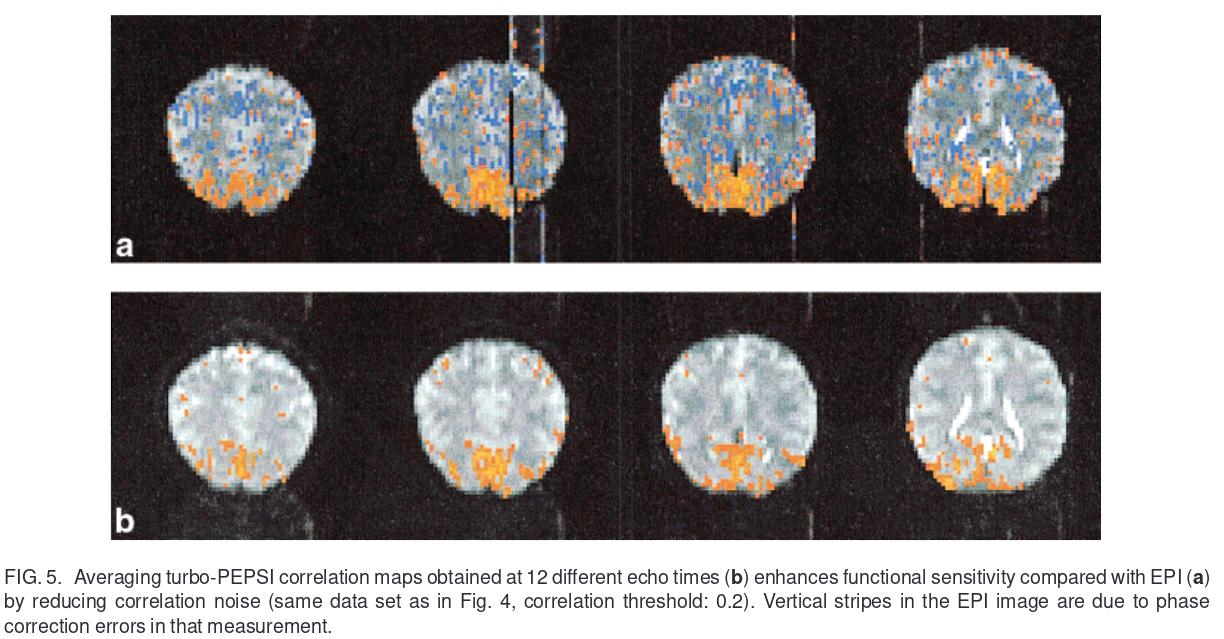 a
b
FIG. 5. Averaging turbo-PEPSI correlation maps obtained at 12 different echo times (b) enhances functional sensitivity compared with EPI (a)
by reducing correlation noise (same data set as in Fig. 4, correlation threshold: 0.2). Vertical stripes in the EPI image are due to phase
correction errors in that measurement.